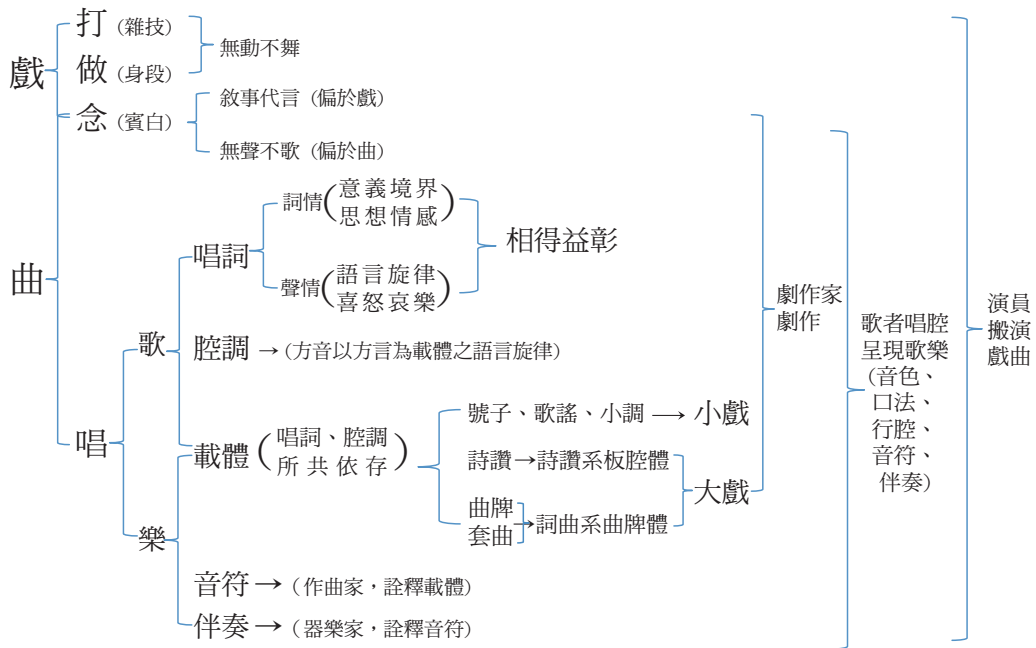 戲
曲
打 (雜技)
做 (身段)
無動不舞
念 (賓白)
敘事代言 (偏於戲)
無聲不歌 (偏於曲)
唱
歌
唱詞
詞情(意義境界
思想情感)
聲情(語言旋律
喜怒哀樂)
相得益彰
腔調 → (方音以方言為載體之語言旋律)
載體 (唱詞、腔調
所共依存)
號子、歌謠、小調 → 小戲
詩讚→詩讚系板腔體
曲牌
套曲→詞曲系曲牌體
大戲
樂
音符→ (作曲家,詮釋載體)
伴奏→ (器樂家,詮釋音符)
劇作家
劇作
歌者唱腔
呈現歌樂
(音色、
口法、
行腔、
音符、
伴奏)
演員
搬演
戲曲